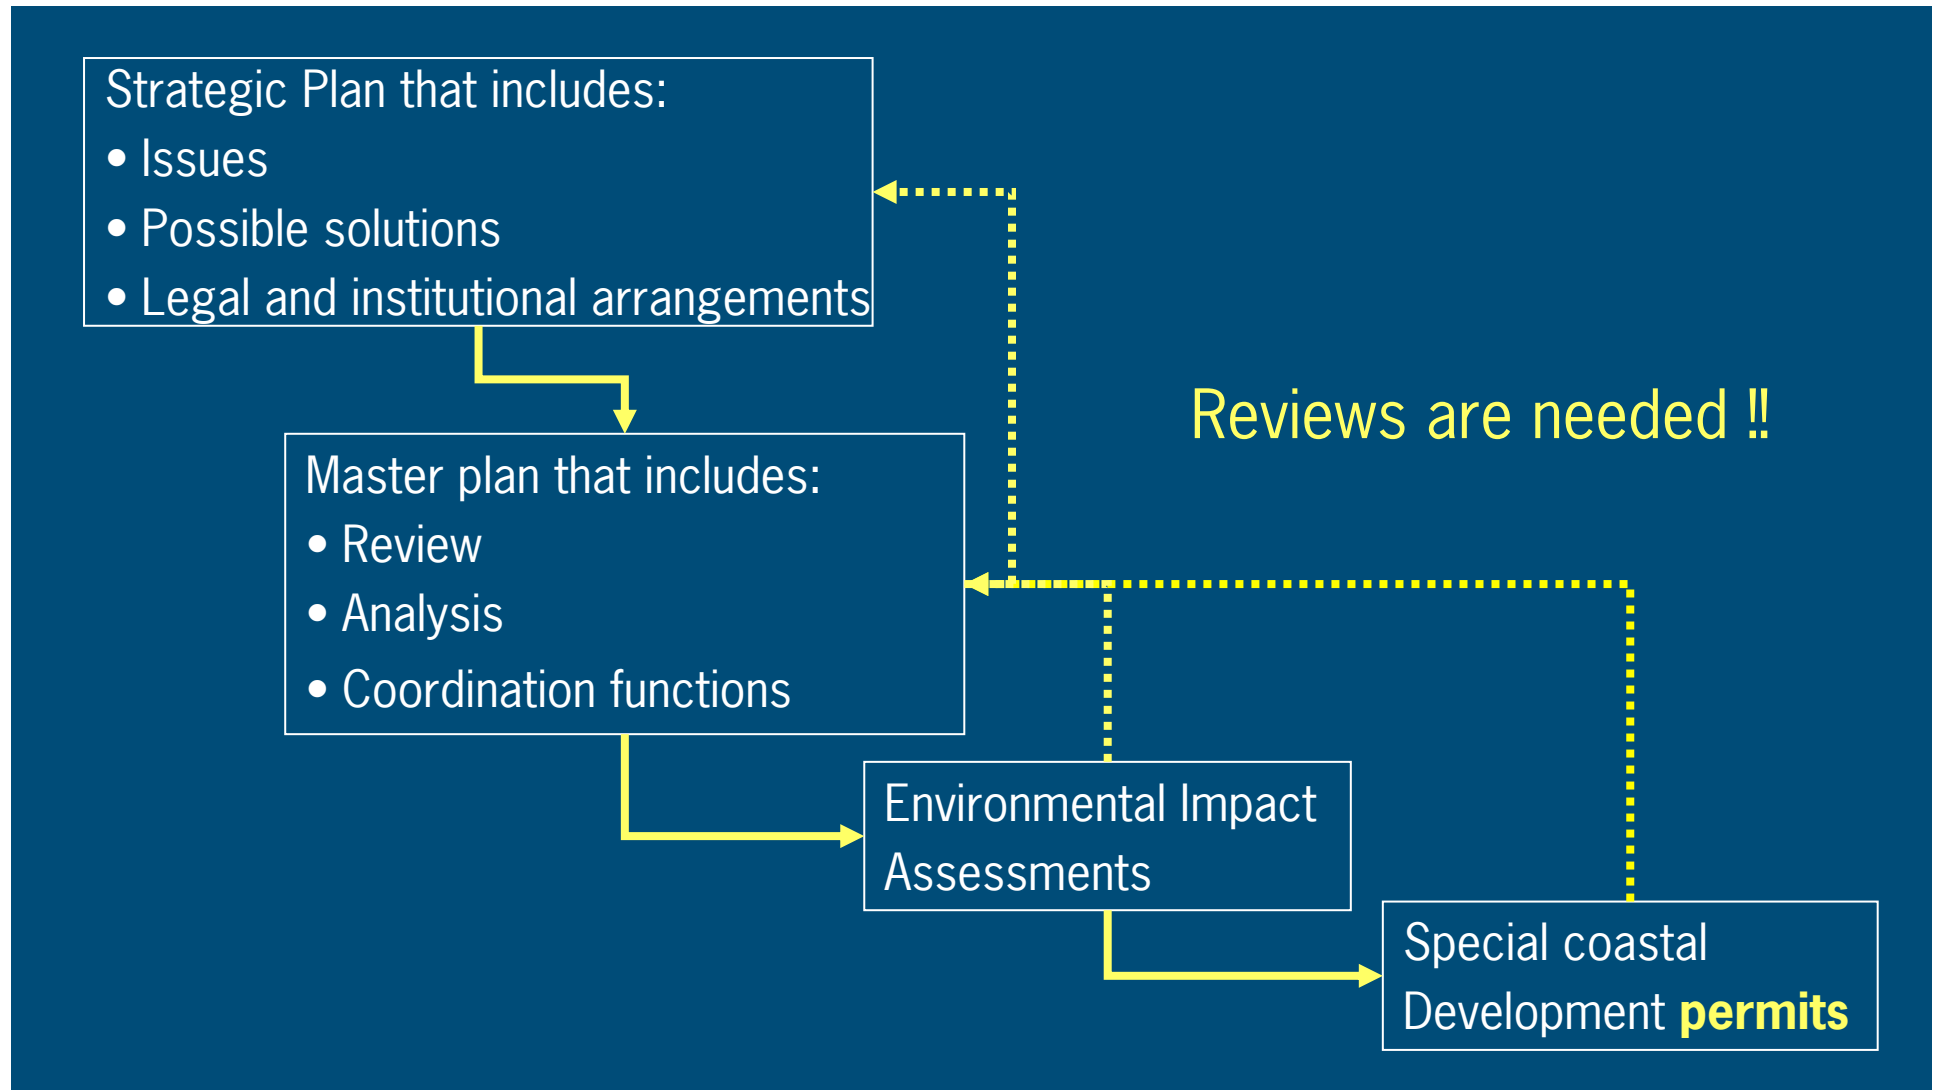 Strategic Plan that includes:
• Issues
• Possible solutions
• Legal and institutional arrangements
Reviews are needed !!
Master plan that includes:
• Review
• Analysis
• Coordination functions
Environmental Impact
Assessments
Special coastal
Development permits